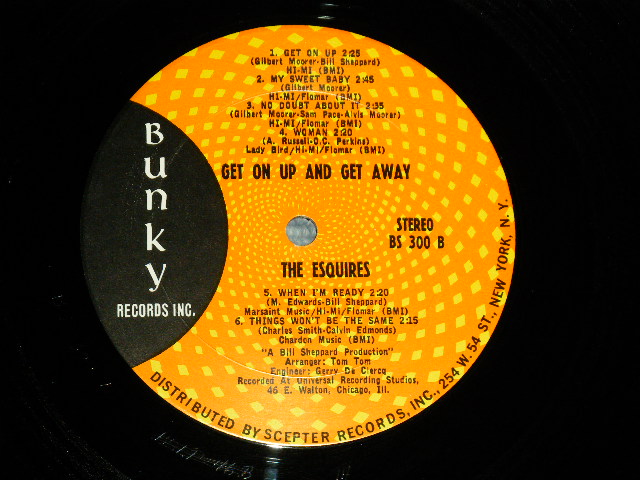 1. GET ON UP 2:25
(Gilbert Moorer-Bill Sheppard)
HI-MI (BMI)
2. MY SWEET BABY 2:45
(Gilbert Moorer)
HI-MI/Flomar (BMI)
3. NO DOUBT ABOUT IT 2:35
(Gilbert Moorer-Sam Pace-Alvis Moorer)
HI-MI/Flomar (BMI)
4. WOMAN 2:20
(A. Russell-O.C. Perkins)
Lady Bird/Hi-Mi/Flomar (BMI)
GET ON UP AND GET AWAY
Bunky
RECORDS INC.
STEREO
BS 300 B
THE ESQUIRES
5. WHEN I'M READY 2:20
(M. Edwards-Bill Sheppard)
Marsaint Music/Hi-Mi/Flomar (BMI)
6. THINGS WON'T BE THE SAME 2:15
(Charles Smith-Calvin Edmonds)
Chardon Music (BMI)
"A Bill Sheppard Production"
Arranger: Tom Tom
Engineer: Gerry De Clercq
Recorded At Universal Recording Studios,
46 E. Walton, Chicago, Ill.
DISTRIBUTED BY SCEPTER RECORDS, INC., 254 W. 54 ST., NEW YORK, N.Y.